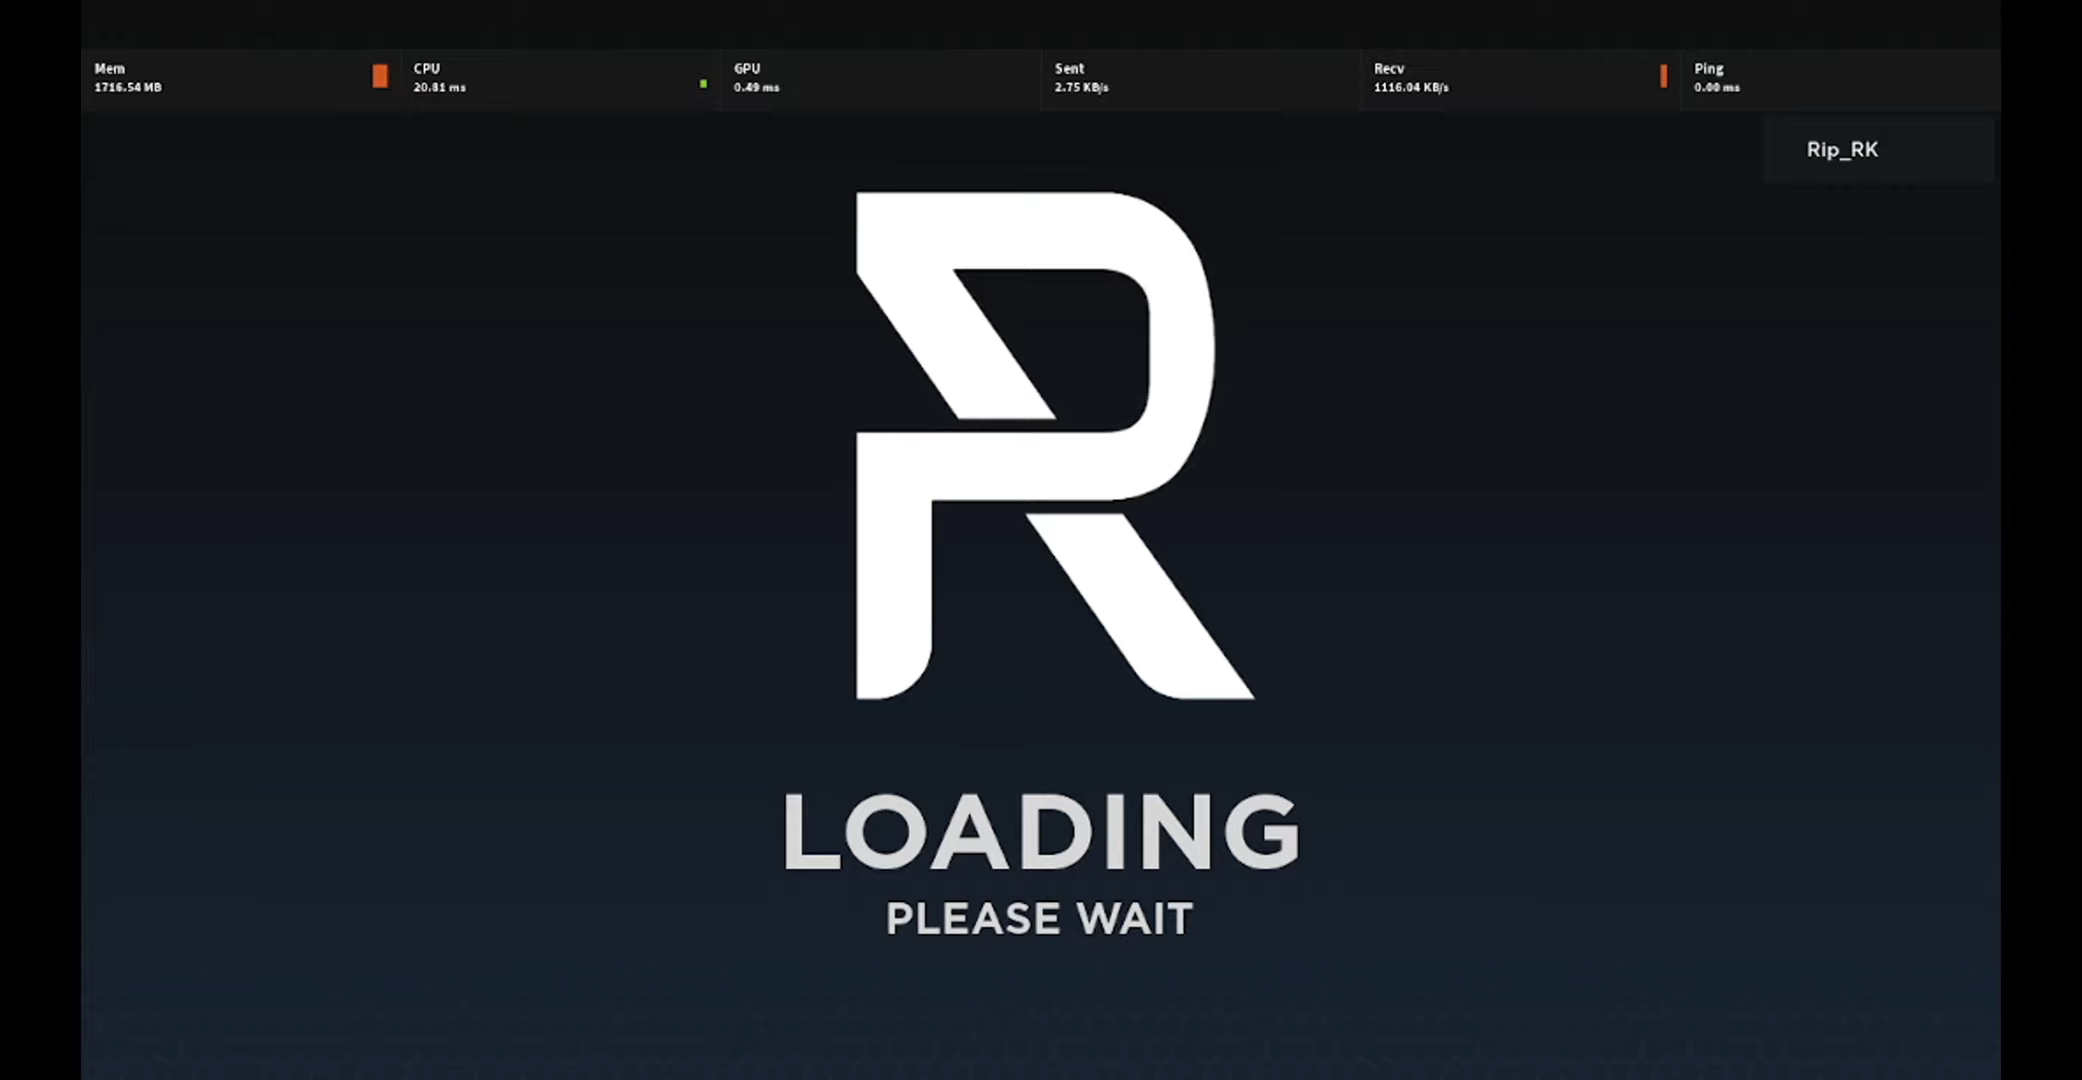 Mem
1716.54 MB
CPU
20.81 ms
GPU
0.49 ms
Sent
2.75 KB/s
Recv
1116.04 KB/s
Ping
0.00 ms
Rip_RK
R
LOADING
PLEASE WAIT